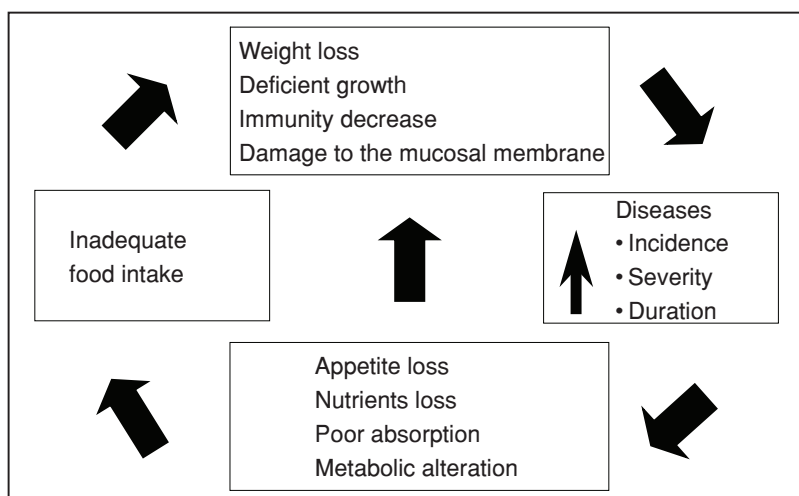 Weight loss
Deficient growth
Immunity decrease
Damage to the mucosal membrane
Inadequate
food intake
Diseases
• Incidence
• Severity
• Duration
Appetite loss
Nutrients loss
Poor absorption
Metabolic alteration